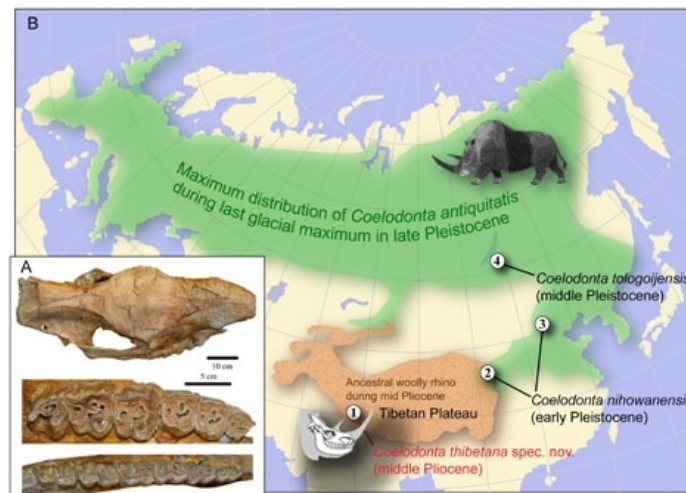 B
Maximum distribution of Coelodonta antiquitatis
during last glacial maximum in late Pleistocene
4
Coelodonta tologoijensis
(middle Pleistocene)
A
3
10 cm
5 cm
Ancestral woolly rhino
during mid Pliocene
2
Coelodonta nihowanensis
(early Pleistocene)
1
Tibetan Plateau
Coelodonta thibetana spec. nov.
(middle Pliocene)